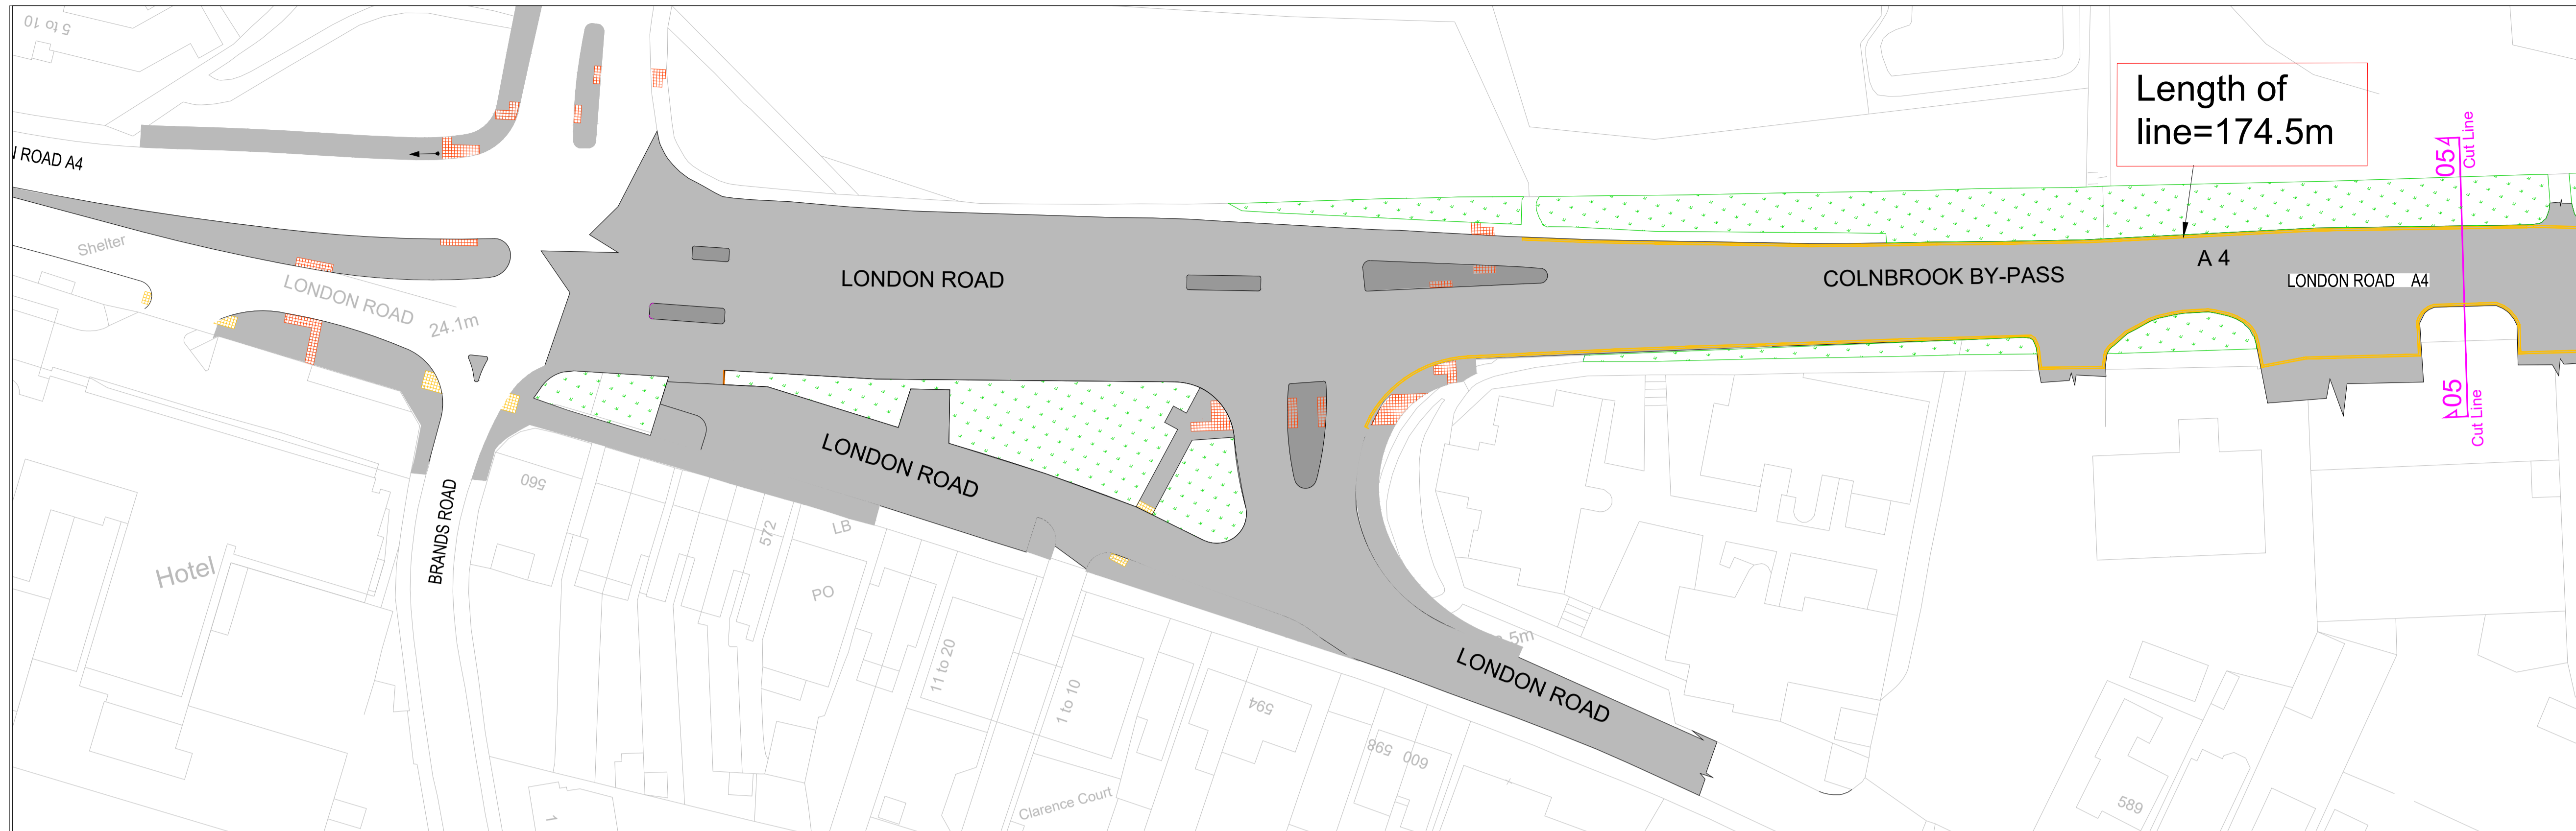 5 to 10
Length of
line=174.5m
054
Cut Line
N ROAD A4
Shelter
LONDON ROAD
24.1m
LONDON ROAD
COLNBROOK BY-PASS
A 4
LONDON ROAD A4
054
Cut Line
LONDON ROAD
560
572
LB
PO
BRANDS ROAD
Hotel
11 to 20
1 to 10
594
598
600
.5m
LONDON ROAD
Clarence Court
1
589